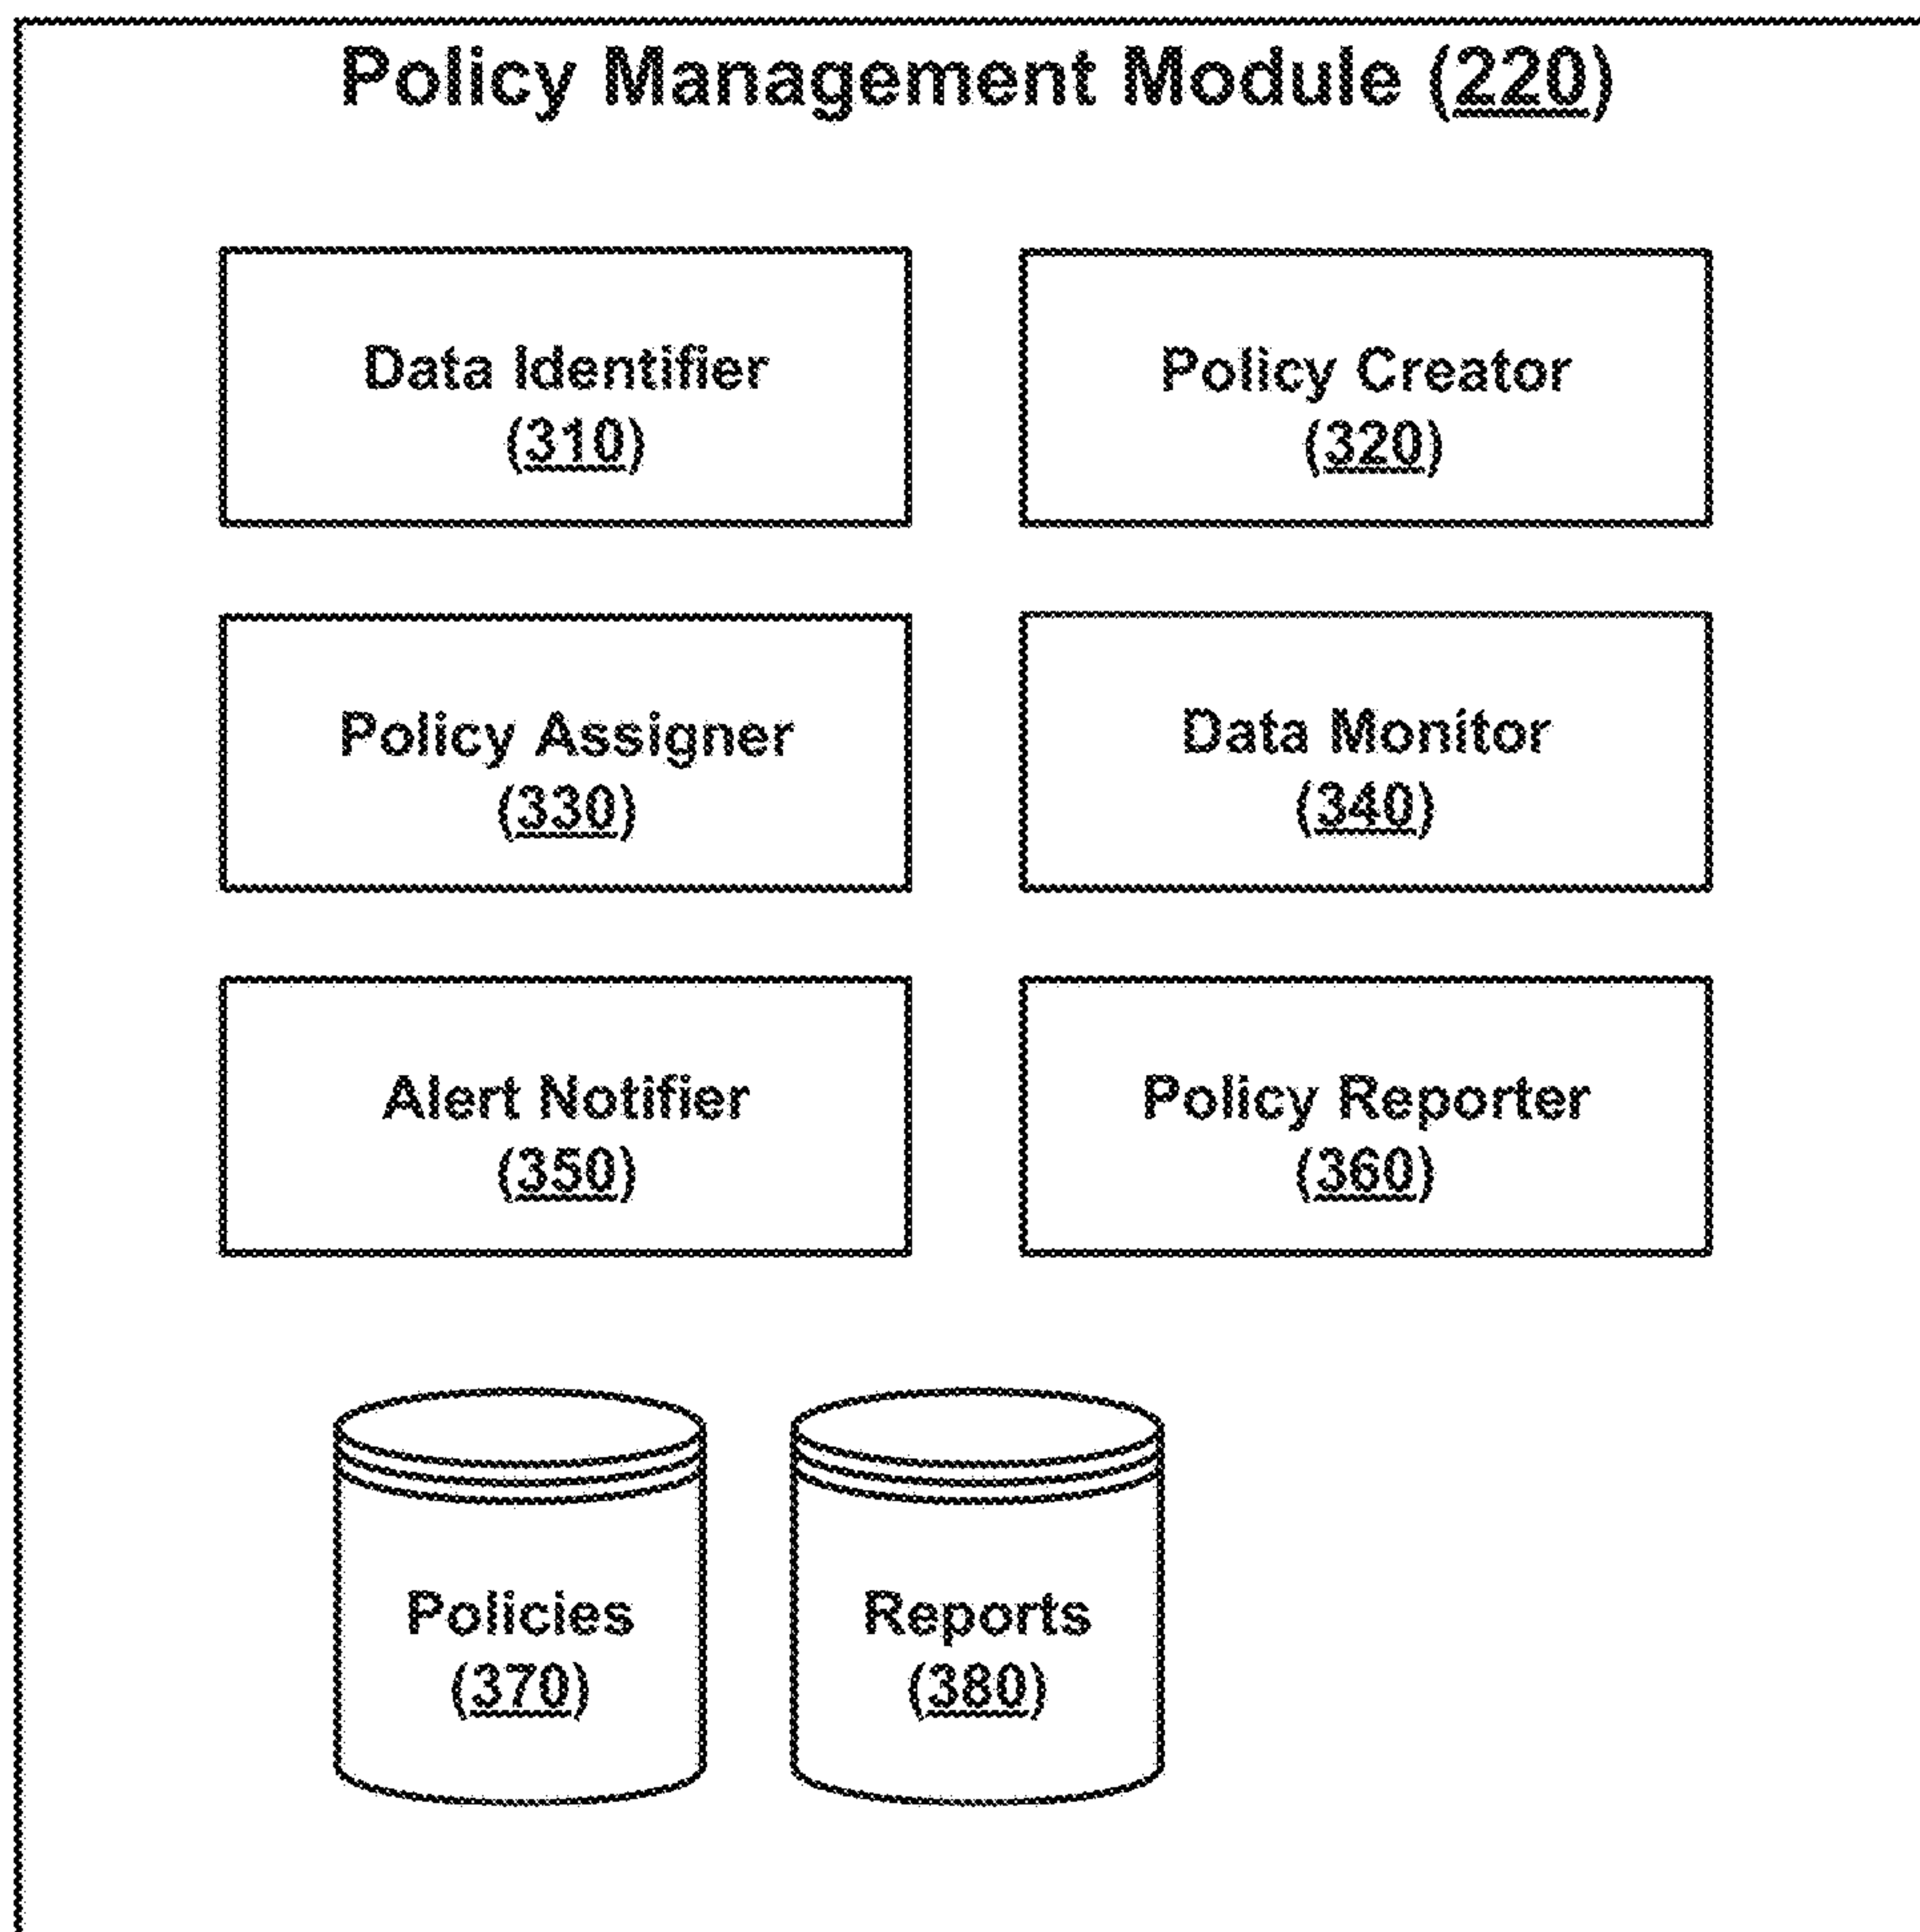 Policy Management Module (220)
Data Identifier
(310)
Policy Creator
(320)
Policy Assigner
(330)
Data Monitor
(340)
Alert Notifier
(350)
Policy Reporter
(360)
Policies
(370)
Reports
(380)